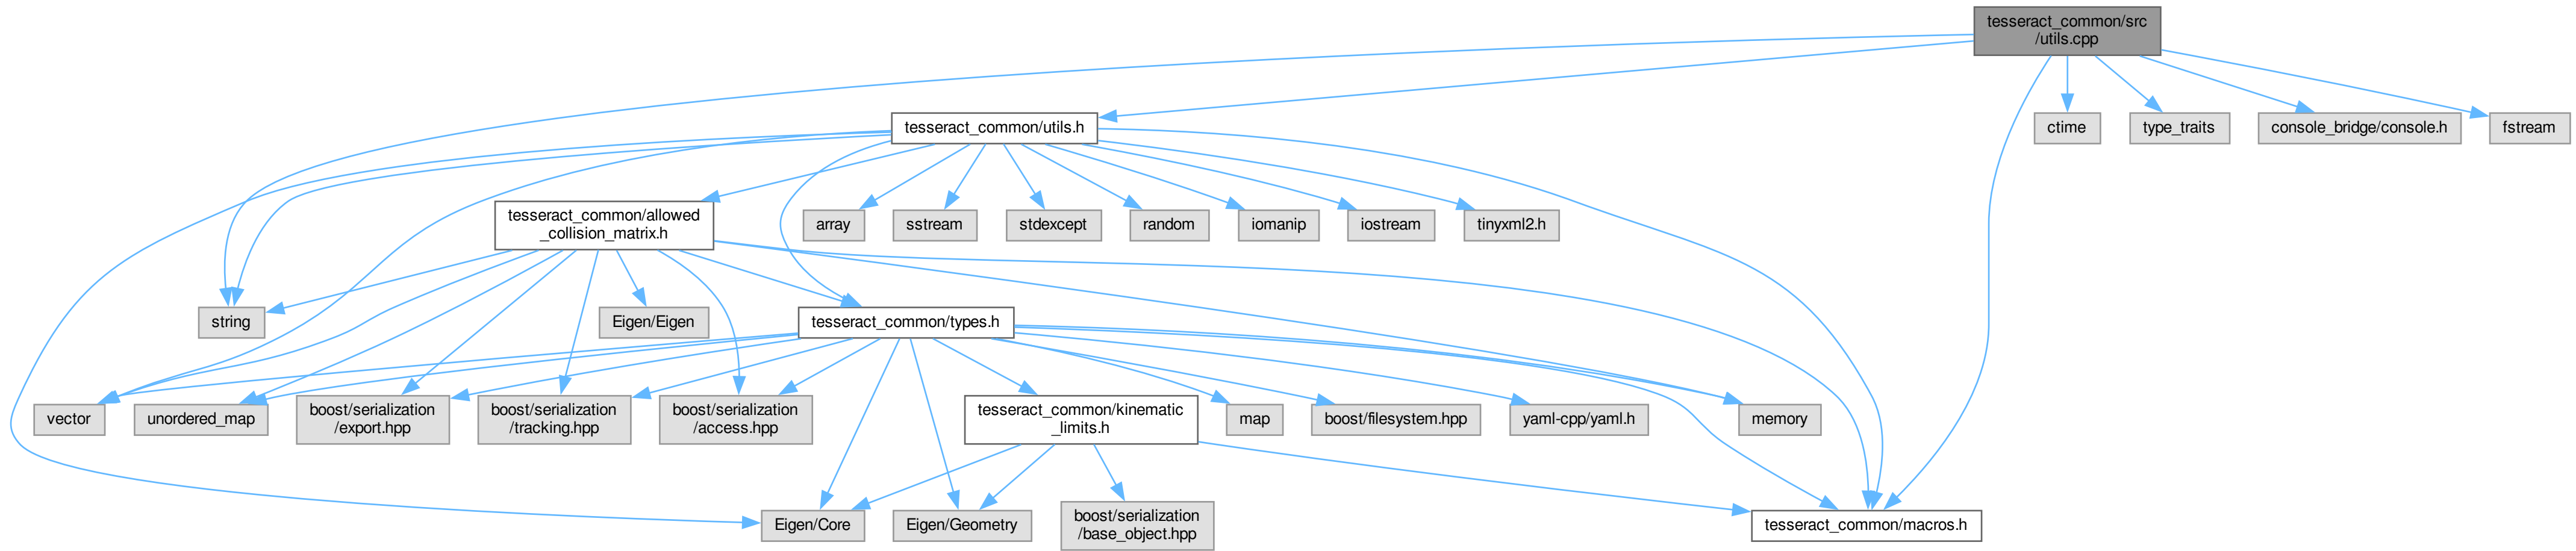 tesseract_common/src
/utils.cpp
tesseract_common/utils.h
ctime
type_traits
console_bridge/console.h
fstream
tesseract_common/allowed
_collision_matrix.h
array
sstream
stdexcept
random
iomanip
iostream
tinyxml2.h
string
Eigen/Eigen
tesseract_common/types.h
vector
unordered_map
boost/serialization
/export.hpp
boost/serialization
/tracking.hpp
boost/serialization
/access.hpp
tesseract_common/kinematic
_limits.h
map
boost/filesystem.hpp
yaml-cpp/yaml.h
memory
Eigen/Core
Eigen/Geometry
boost/serialization
/base_object.hpp
tesseract_common/macros.h